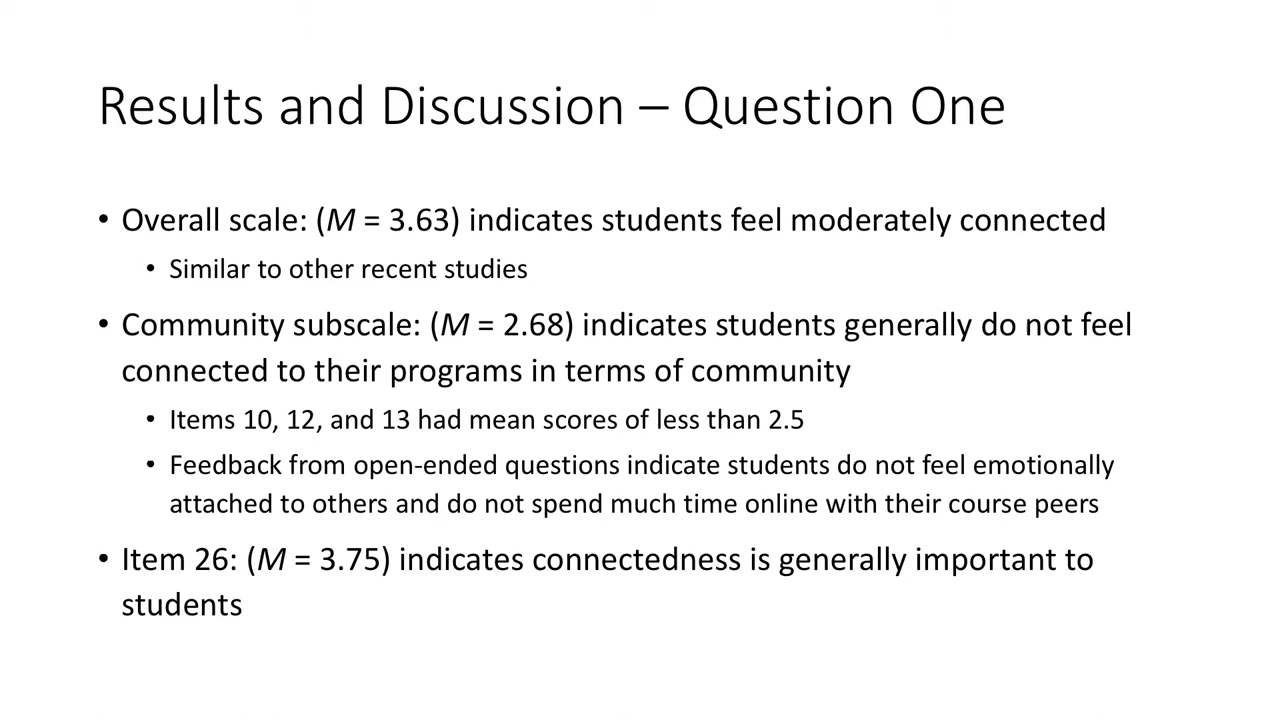 Results and Discussion – Question One
• Overall scale: (M = 3.63) indicates students feel moderately connected
• Similar to other recent studies
• Community subscale: (M = 2.68) indicates students generally do not feel
connected to their programs in terms of community
• Items 10, 12, and 13 had mean scores of less than 2.5
• Feedback from open-ended questions indicate students do not feel emotionally
attached to others and do not spend much time online with their course peers
• Item 26: (M = 3.75) indicates connectedness is generally important to
students